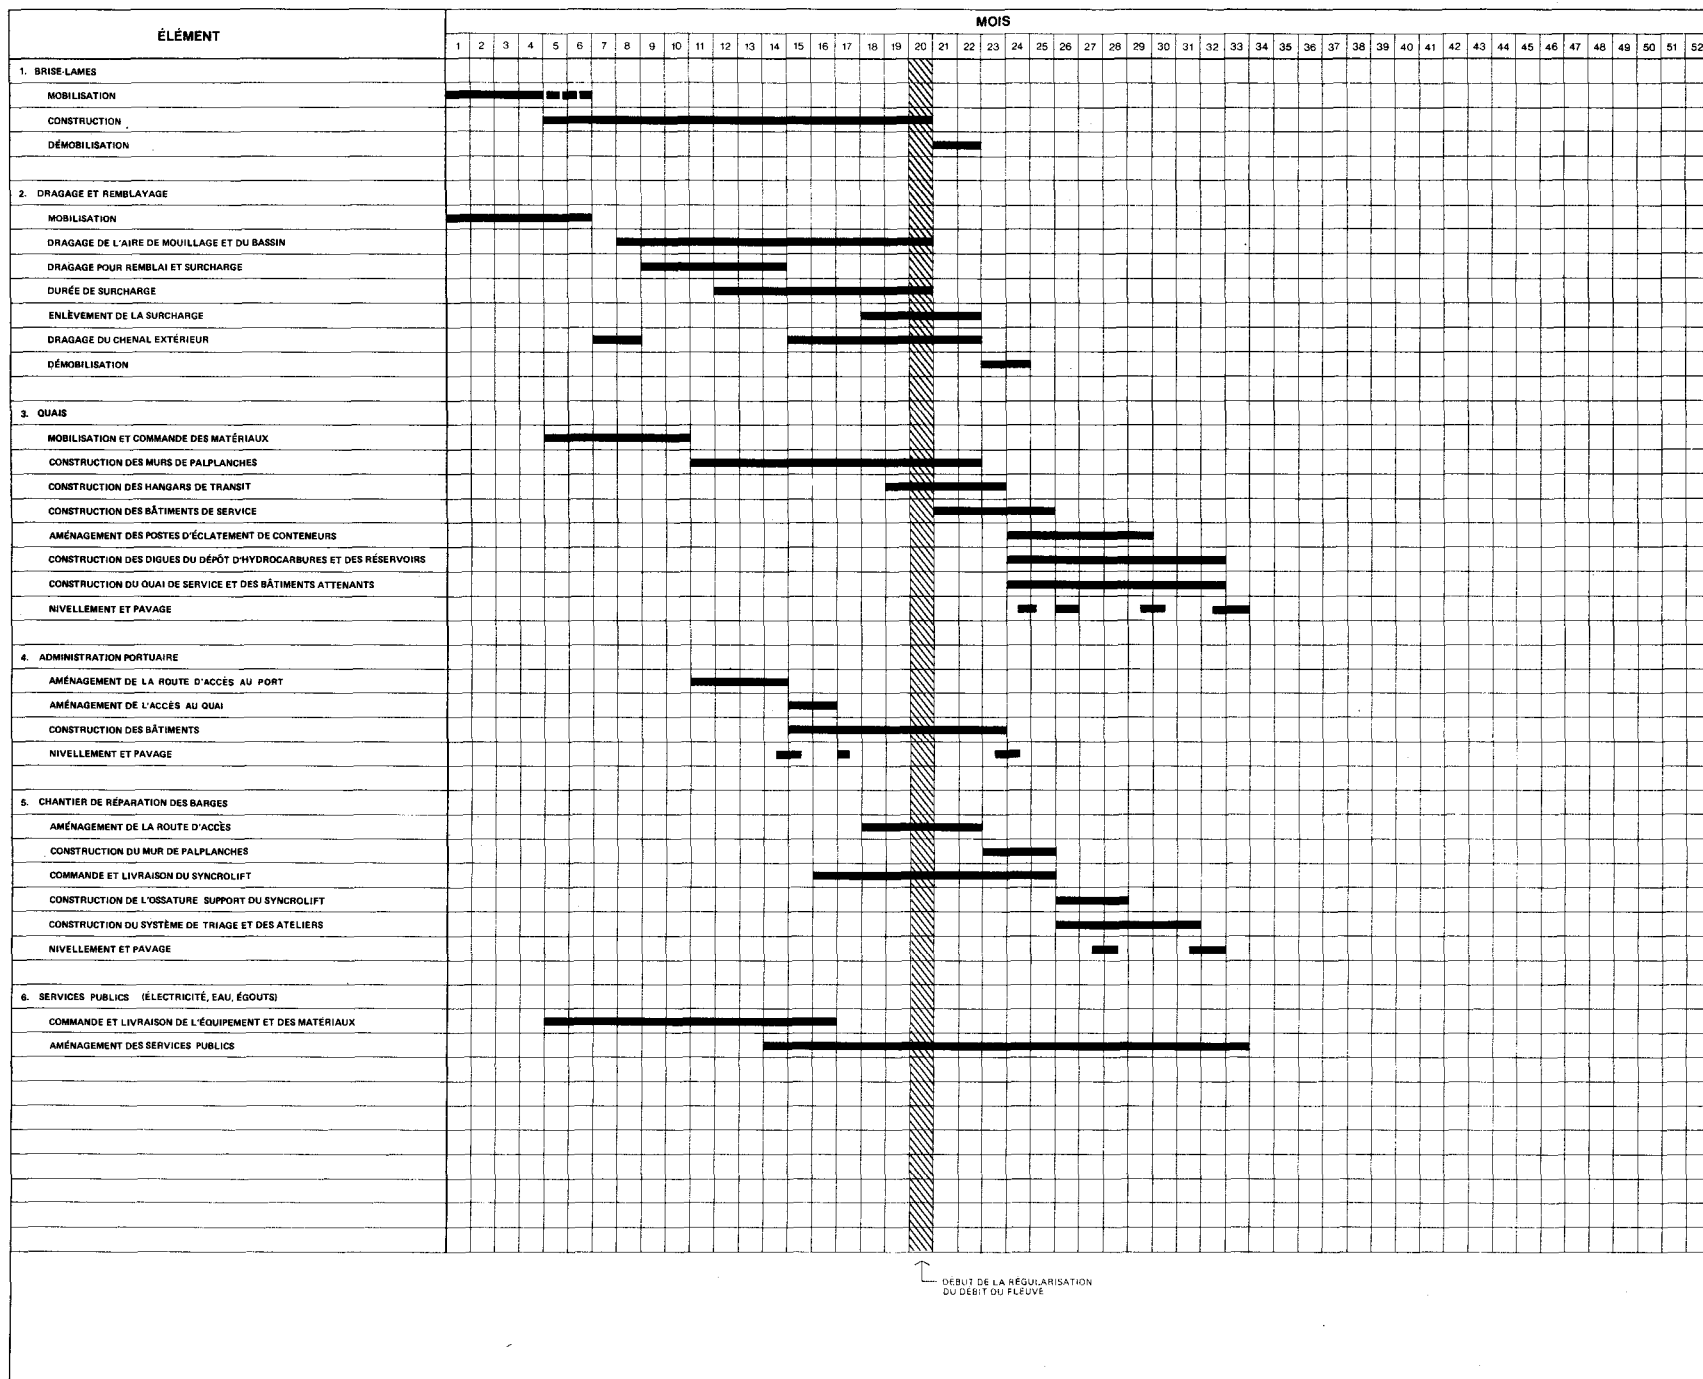 ÉLÉMENT
MOIS
1 2 3 4 5 6 7 8 9 10 11 12 13 14 15 16 17 18 19 20 21 22 23 24 25 26 27 28 29 30 31 32 33 34 35 36 37 38 39 40 41 42 43 44 45 46 47 48 49 50 51 52
1. BRISE-LAMES
MOBILISATION
CONSTRUCTION
DÉMOBILISATION
2. DRAGAGE ET REMBLAYAGE
MOBILISATION
DRAGAGE DE L'AIRE DE MOUILLAGE ET DU BASSIN
DRAGAGE POUR REMBLAI ET SURCHARGE
DURÉE DE SURCHARGE
ENLÈVEMENT DE LA SURCHARGE
DRAGAGE DU CHENAL EXTÉRIEUR
DÉMOBILISATION
3. QUAIS
MOBILISATION ET COMMANDE DES MATÉRIAUX
CONSTRUCTION DES MURS DE PALPLANCHES
CONSTRUCTION DES HANGARS DE TRANSIT
CONSTRUCTION DES BÂTIMENTS DE SERVICE
AMÉNAGEMENT DES POSTES D'ÉCLATEMENT DE CONTENEURS
CONSTRUCTION DES DIGUES DU DÉPÔT D'HYDROCARBURES ET DES RÉSERVOIRS
CONSTRUCTION DU QUAI DE SERVICE ET DES BÂTIMENTS ATTENANTS
NIVELLEMENT ET PAVAGE
4. ADMINISTRATION PORTUAIRE
AMÉNAGEMENT DE LA ROUTE D'ACCÈS AU PORT
AMÉNAGEMENT DE L'ACCÈS AU QUAI
CONSTRUCTION DES BÂTIMENTS
NIVELLEMENT ET PAVAGE
5. CHANTIER DE RÉPARATION DES BARGES
AMÉNAGEMENT DE LA ROUTE D'ACCÈS
CONSTRUCTION DU MUR DE PALPLANCHES
COMMANDE ET LIVRAISON DU SYNCROLIFT
CONSTRUCTION DE L'OSSATURE SUPPORT DU SYNCROLIFT
CONSTRUCTION DU SYSTÈME DE TRIAGE ET DES ATELIERS
NIVELLEMENT ET PAVAGE
6. SERVICES PUBLICS (ÉLECTRICITÉ, EAU, ÉGOUTS)
COMMANDE ET LIVRAISON DE L'ÉQUIPEMENT ET DES MATÉRIAUX
AMÉNAGEMENT DES SERVICES PUBLICS
DÉBUT DE LA RÉGULARISATION
DU DÉBIT DU FLEUVE